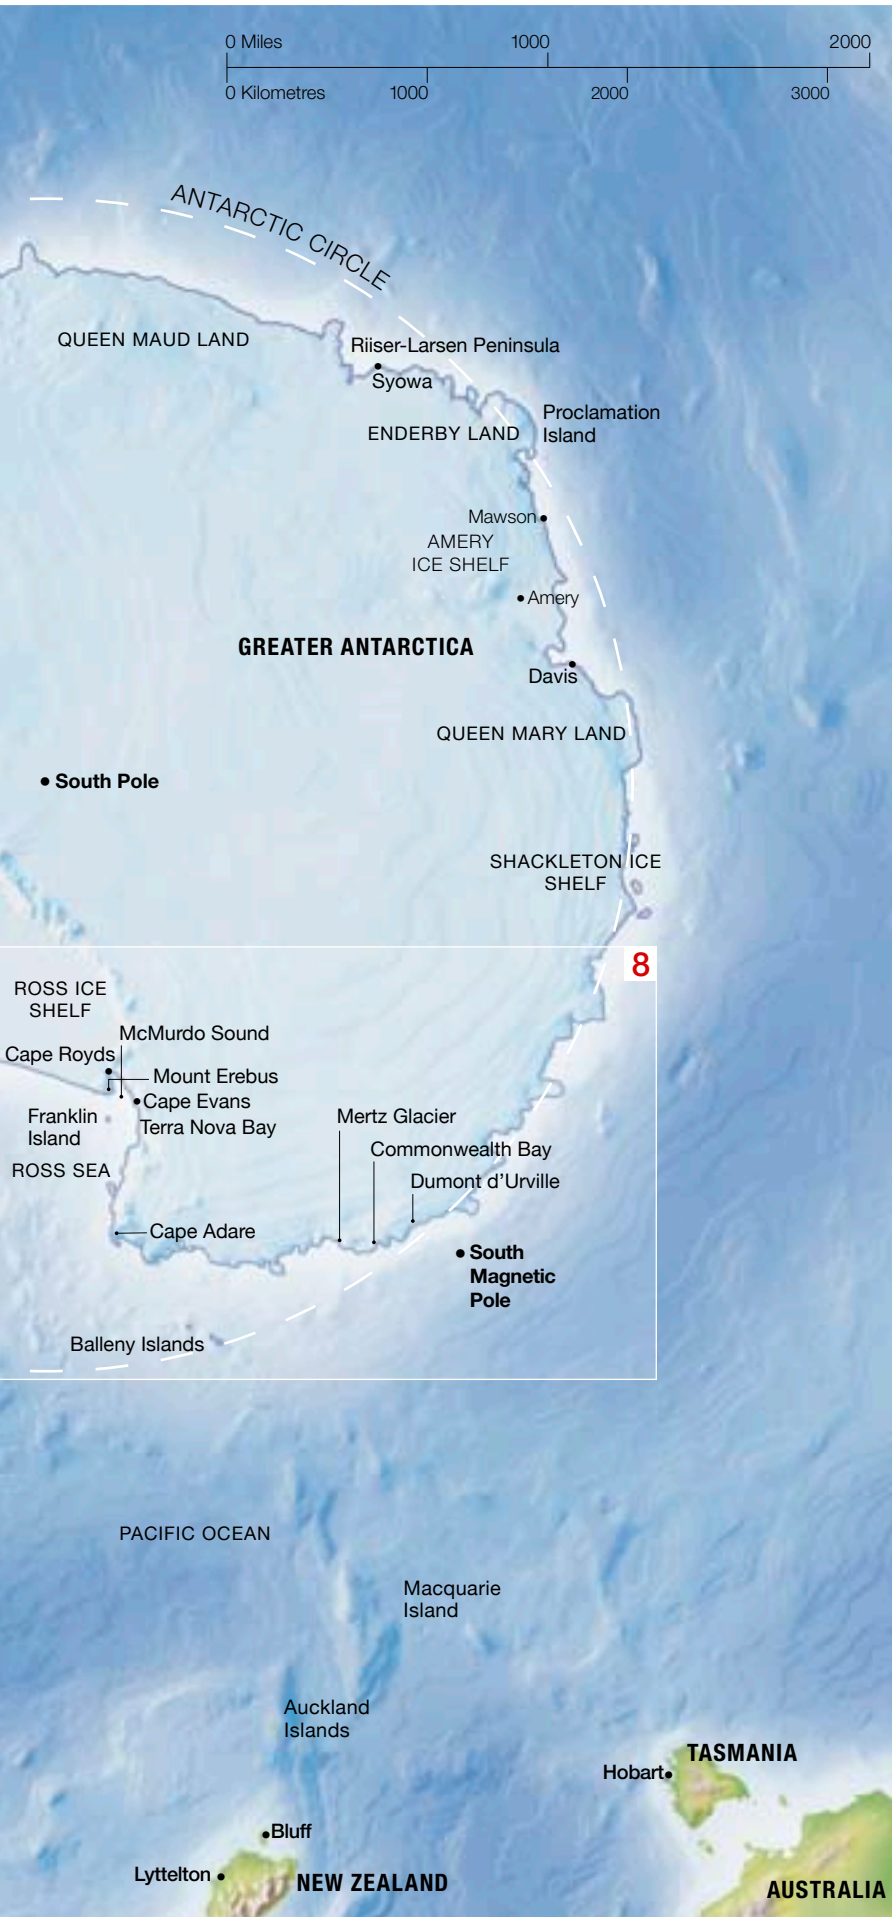 0 Miles 1000 2000
0 Kilometres 1000 2000 3000
ANTARCTIC CIRCLE
QUEEN MAUD LAND
Riiser-Larsen Peninsula
Syowa
Proclamation
Island
ENDERBY LAND
Mawson
AMERY
ICE SHELF
Amery
GREATER ANTARCTICA
Davis
QUEEN MARY LAND
South Pole
SHACKLETON ICE
SHELF
8
ROSS ICE
SHELF
McMurdo Sound
Cape Royds
Mount Erebus
Cape Evans
Franklin
Island
Terra Nova Bay
Mertz Glacier
Commonwealth Bay
ROSS SEA
Dumont d'Urville
Cape Adare
South
Magnetic
Pole
Balleny Islands
PACIFIC OCEAN
Macquarie
Island
Auckland
Islands
TASMANIA
Hobart
Bluff
Lyttelton
NEW ZEALAND
AUSTRALIA